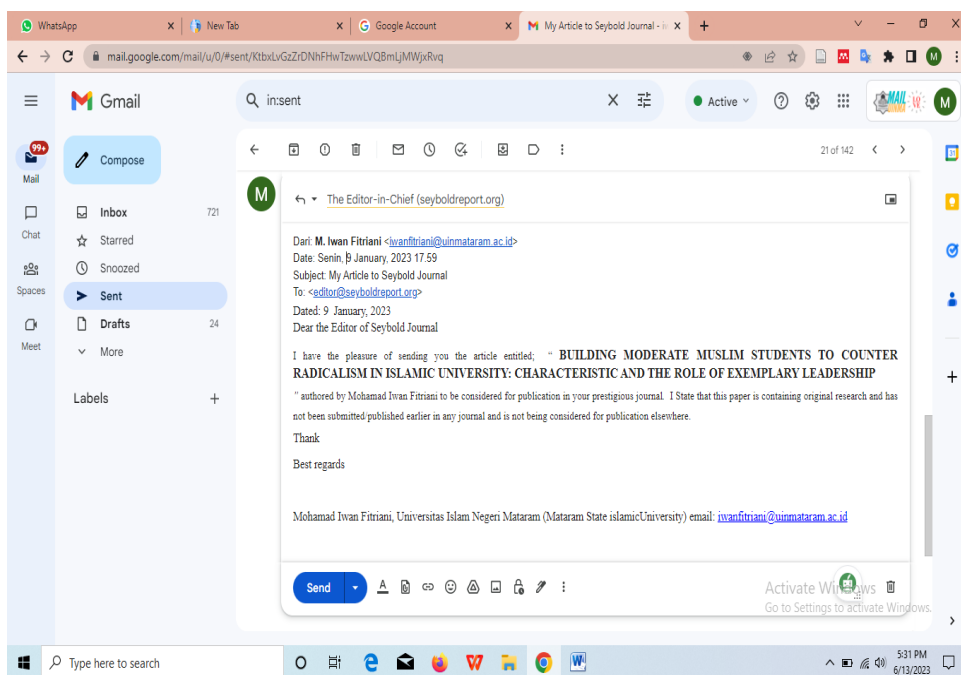 WhatsApp
New Tab
Google Account
My Article to Seybold Journal - iw
mail.google.com/mail/u/0/#sent/KtbxLvGzZrDNhFHwTzwwLVQBmLjMWjxRvq
M
Gmail
in:sent
Active
M
99+
Mail
Compose
21 of 142
31
Chat
Spaces
Meet
Inbox 721
Starred
Snoozed
Sent
Drafts 24
More
Labels
M
The Editor-in-Chief (seyboldreport.org)
Dari: M. Iwan Fitriani <iwanfitriani@uinmataram.ac.id>
Date: Senin, 9 January, 2023 17.59
Subject: My Article to Seybold Journal
To: <editor@seyboldreport.org>
Dated: 9 January, 2023
Dear the Editor of Seybold Journal
I have the pleasure of sending you the article entitled; “ BUILDING MODERATE MUSLIM STUDENTS TO COUNTER
RADICALISM IN ISLAMIC UNIVERSITY: CHARACTERISTIC AND THE ROLE OF EXEMPLARY LEADERSHIP
” authored by Mohamad Iwan Fitriani to be considered for publication in your prestigious journal. I State that this paper is containing original research and has
not been submitted/published earlier in any journal and is not being considered for publication elsewhere.
Thank
Best regards
Mohamad Iwan Fitriani, Universitas Islam Negeri Mataram (Mataram State islamicUniversity) email: iwanfitriani@uinmataram.ac.id
Send
Activate Windows
Go to Settings to activate Windows.
Type here to search
5:31 PM
6/13/2023